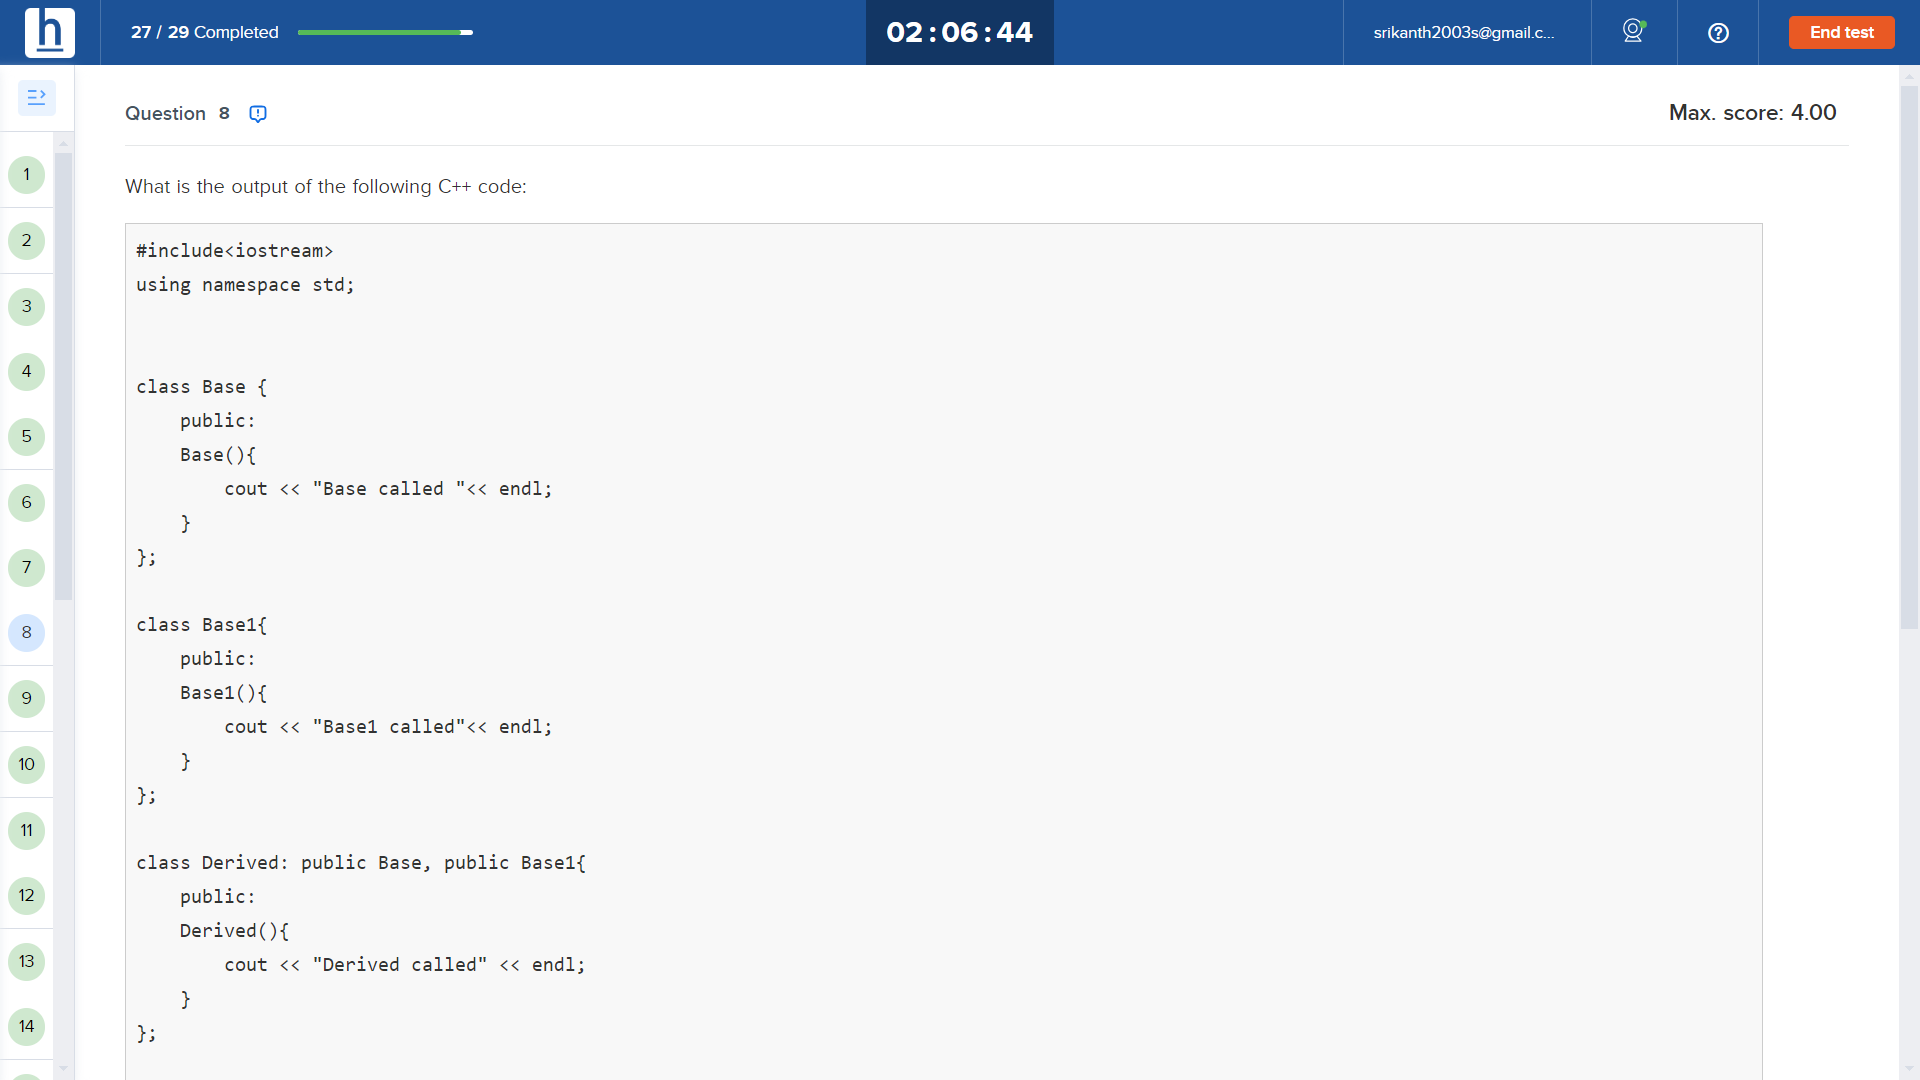 h
27 / 29 Completed
02 : 06 : 44
srikanth2003s@gmail.c...
?
End test
Question 8
Max. score: 4.00
What is the output of the following C++ code:
#include<iostream>
using namespace std;
class Base {
    public:
    Base(){
        cout << "Base called "<< endl;
    }
};
class Base1{
    public:
    Base1(){
        cout << "Base1 called"<< endl;
    }
};
class Derived: public Base, public Base1{
    public:
    Derived(){
        cout << "Derived called" << endl;
    }
};
1
2
3
4
5
6
7
8
9
10
11
12
13
14